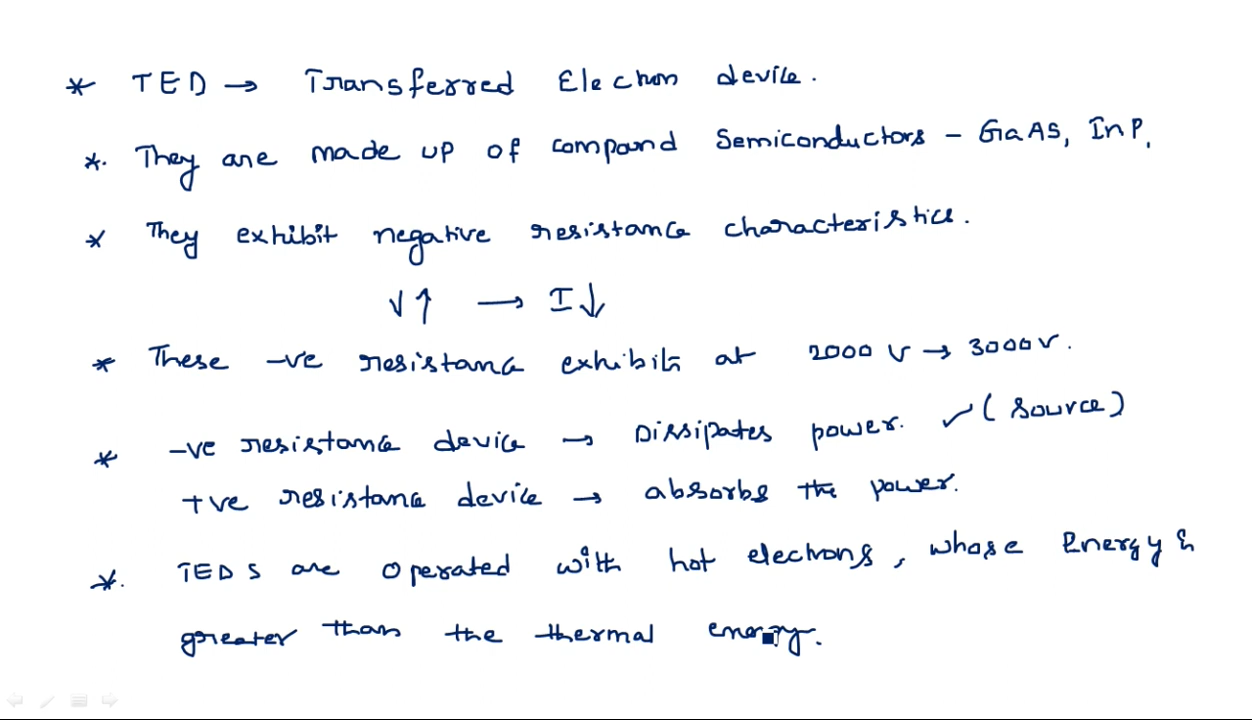 * TED → Transferred Electron device.
*. They are made up of compound Semiconductors - GaAS, InP,
* They exhibit negative resistance characteristics.
V↑ → I↓
* These -ve resistance exhibits at 2000 V → 3000V.
* -ve resistance device → Dissipates power. ✓(Source)
+ve resistance device → absorbs the power.
*. TEDS are operated with hot electrons, whose Energy is
greater than the thermal energy.